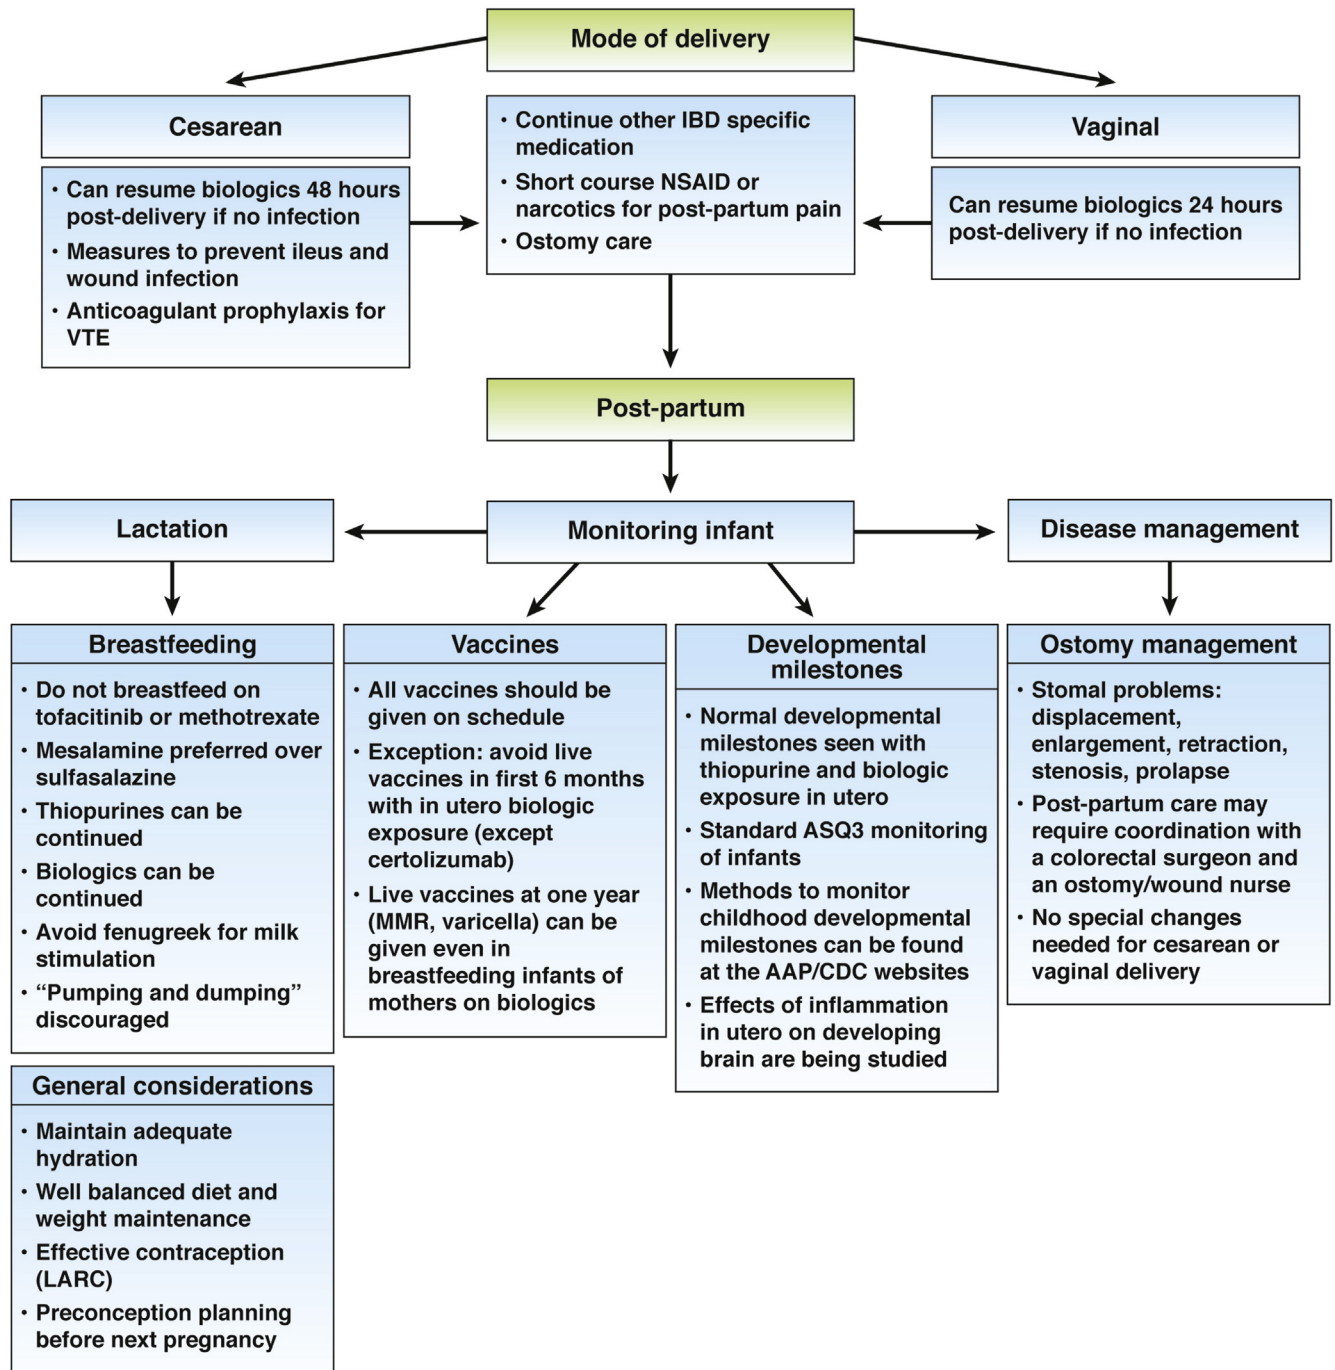 Mode of delivery
Cesarean
• Can resume biologics 48 hours
post-delivery if no infection
• Measures to prevent ileus and
wound infection
• Anticoagulant prophylaxis for
VTE
• Continue other IBD specific
medication
• Short course NSAID or
narcotics for post-partum pain
• Ostomy care
Vaginal
Can resume biologics 24 hours
post-delivery if no infection
Post-partum
Lactation
Monitoring infant
Disease management
Breastfeeding
• Do not breastfeed on
tofacitinib or methotrexate
• Mesalamine preferred over
sulfasalazine
• Thiopurines can be
continued
• Biologics can be
continued
• Avoid fenugreek for milk
stimulation
• “Pumping and dumping”
discouraged
General considerations
• Maintain adequate
hydration
• Well balanced diet and
weight maintenance
• Effective contraception
(LARC)
• Preconception planning
before next pregnancy
Vaccines
• All vaccines should be
given on schedule
• Exception: avoid live
vaccines in first 6 months
with in utero biologic
exposure (except
certolizumab)
• Live vaccines at one year
(MMR, varicella) can be
given even in
breastfeeding infants of
mothers on biologics
Developmental
milestones
• Normal developmental
milestones seen with
thiopurine and biologic
exposure in utero
• Standard ASQ3 monitoring
of infants
• Methods to monitor
childhood developmental
milestones can be found
at the AAP/CDC websites
• Effects of inflammation
in utero on developing
brain are being studied
Ostomy management
• Stomal problems:
displacement,
enlargement, retraction,
stenosis, prolapse
• Post-partum care may
require coordination with
a colorectal surgeon and
an ostomy/wound nurse
• No special changes
needed for cesarean or
vaginal delivery